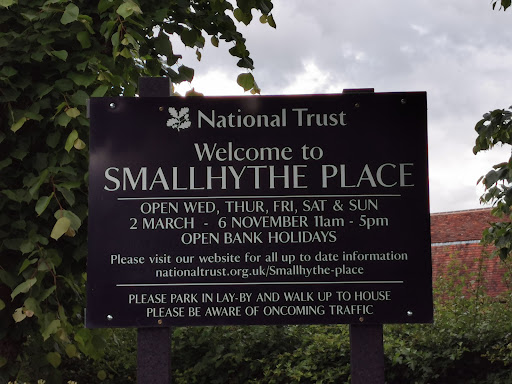 National Trust
Welcome to
SMALLHYTHE PLACE
OPEN WED, THUR, FRI, SAT & SUN
2 MARCH - 6 NOVEMBER 11am - 5pm
OPEN BANK HOLIDAYS
Please visit our website for all up to date information
nationaltrust.org.uk/Smallhythe-place
PLEASE PARK IN LAY-BY AND WALK UP TO HOUSE
PLEASE BE AWARE OF ONCOMING TRAFFIC